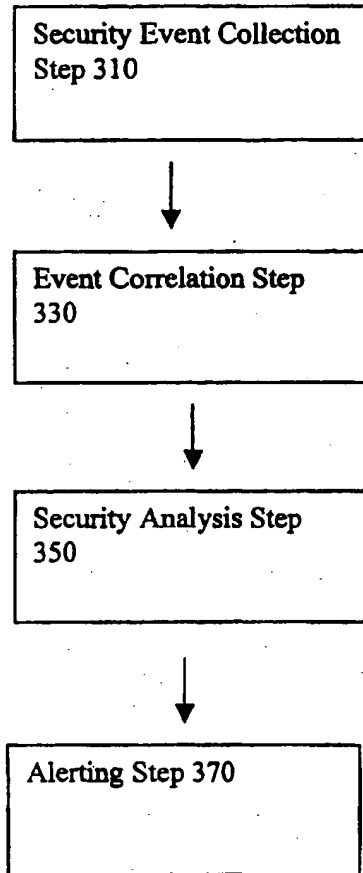 Security Event Collection
Step 310
Event Correlation Step
330
Security Analysis Step
350
Alerting Step 370